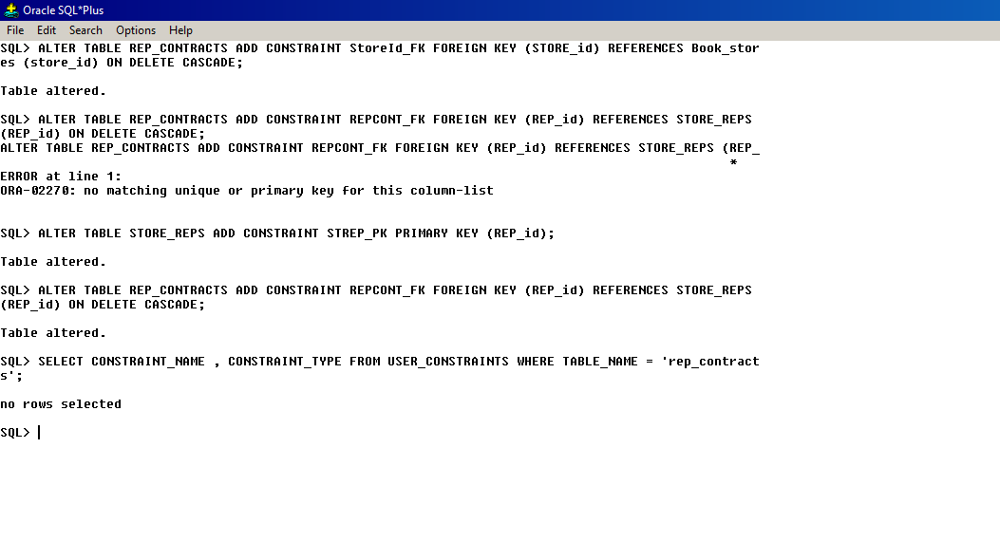 Oracle SQL*Plus
File Edit Search Options Help
SQL> ALTER TABLE REP_CONTRACTS ADD CONSTRAINT StoreId_FK FOREIGN KEY (STORE_id) REFERENCES Book_stor
es (store_id) ON DELETE CASCADE;
Table altered.
SQL> ALTER TABLE REP_CONTRACTS ADD CONSTRAINT REPCONT_FK FOREIGN KEY (REP_id) REFERENCES STORE_REPS
(REP_id) ON DELETE CASCADE;
ALTER TABLE REP_CONTRACTS ADD CONSTRAINT REPCONT_FK FOREIGN KEY (REP_id) REFERENCES STORE_REPS (REP_
*
ERROR at line 1:
ORA-02270: no matching unique or primary key for this column-list
SQL> ALTER TABLE STORE_REPS ADD CONSTRAINT STREP_PK PRIMARY KEY (REP_id);
Table altered.
SQL> ALTER TABLE REP_CONTRACTS ADD CONSTRAINT REPCONT_FK FOREIGN KEY (REP_id) REFERENCES STORE_REPS
(REP_id) ON DELETE CASCADE;
Table altered.
SQL> SELECT CONSTRAINT_NAME , CONSTRAINT_TYPE FROM USER_CONSTRAINTS WHERE TABLE_NAME = 'rep_contract
s';
no rows selected
SQL>